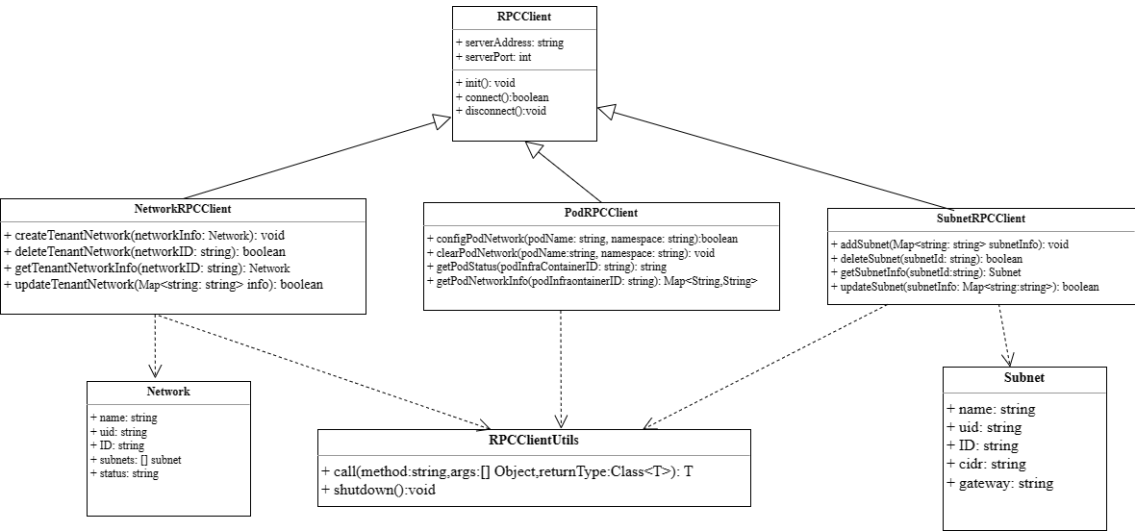 RPCClient
+ serverAddress: string
+ serverPort: int
+ init(): void
+ connect():boolean
+ disconnect():void
NetworkRPCClient
+ createTenantNetwork(networkInfo: Network): void
+ deleteTenantNetwork(networkID: string): boolean
+ getTenantNetworkInfo(networkID: string): Network
+ updateTenantNetwork(Map<string: string> info): boolean
PodRPCClient
+ configPodNetwork(podName: string, namespace: string):boolean
+ clearPodNetwork(podName:string, namespace: string): void
+ getPodStatus(podInfraContainerID: string): string
+ getPodNetworkInfo(podInfraontainerID: string): Map<String,String>
SubnetRPCClient
+ addSubnet(Map<string: string> subnetInfo): void
+ deleteSubnet(subnetId: string): boolean
+ getSubnetInfo(subnetId:string): Subnet
+ updateSubnet(subnetInfo: Map<string:string>): boolean
Network
+ name: string
+ uid: string
+ ID: string
+ subnets: [] subnet
+ status: string
RPCClientUtils
+ call(method:string,args:[] Object,returnType:Class<T>): T
+ shutdown():void
Subnet
+ name: string
+ uid: string
+ ID: string
+ cidr: string
+ gateway: string